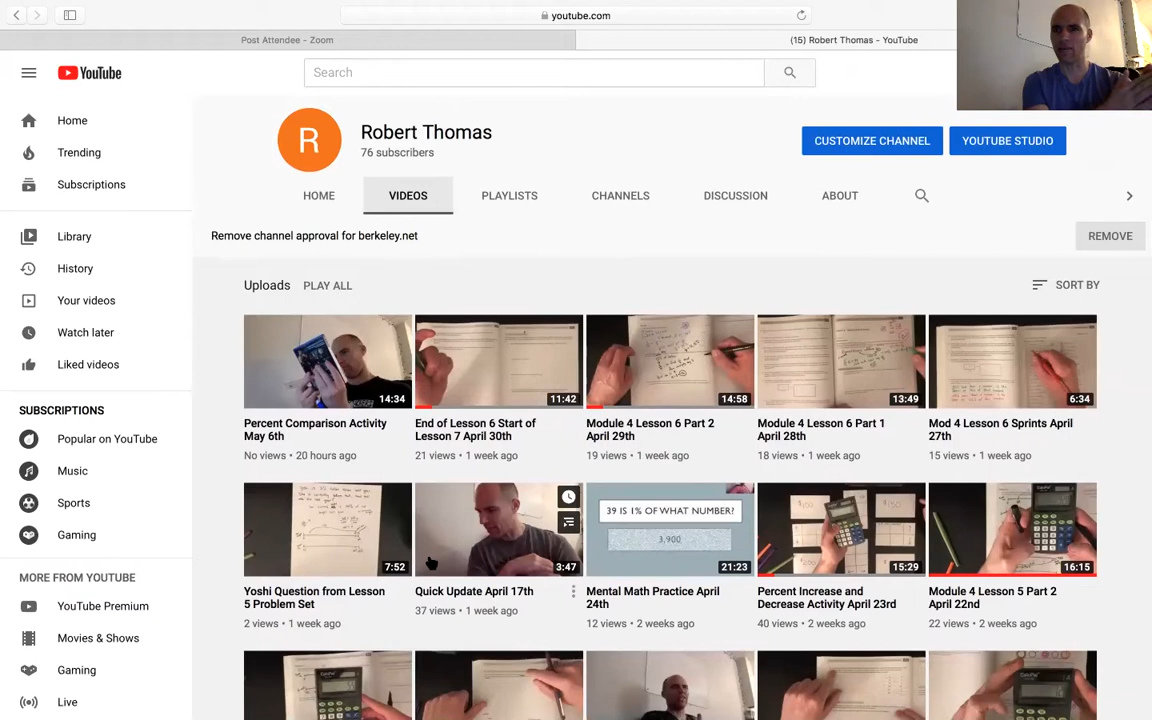 youtube.com
Post Attendee - Zoom
(15) Robert Thomas - YouTube
YouTube
Search
Home
Trending
Subscriptions
Library
History
Your videos
Watch later
Liked videos
SUBSCRIPTIONS
Popular on YouTube
Music
Sports
Gaming
MORE FROM YOUTUBE
YouTube Premium
Movies & Shows
Gaming
Live
R
Robert Thomas
76 subscribers
CUSTOMIZE CHANNEL
YOUTUBE STUDIO
HOME
VIDEOS
PLAYLISTS
CHANNELS
DISCUSSION
ABOUT
Remove channel approval for berkeley.net
REMOVE
Uploads
PLAY ALL
SORT BY
14:34
Percent Comparison Activity
May 6th
No views • 20 hours ago
11:42
End of Lesson 6 Start of
Lesson 7 April 30th
21 views • 1 week ago
14:58
Module 4 Lesson 6 Part 2
April 29th
19 views • 1 week ago
13:49
Module 4 Lesson 6 Part 1
April 28th
18 views • 1 week ago
6:34
Mod 4 Lesson 6 Sprints April
27th
15 views • 1 week ago
7:52
Yoshi Question from Lesson
5 Problem Set
2 views • 1 week ago
3:47
Quick Update April 17th
37 views • 1 week ago
39 IS 1% OF WHAT NUMBER?
3,900
21:23
Mental Math Practice April
24th
12 views • 2 weeks ago
15:29
Percent Increase and
Decrease Activity April 23rd
40 views • 2 weeks ago
16:15
Module 4 Lesson 5 Part 2
April 22nd
22 views • 2 weeks ago